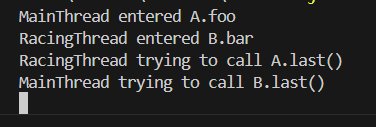 MainThread entered A.foo
RacingThread entered B.bar
RacingThread trying to call A.last()
MainThread trying to call B.last()